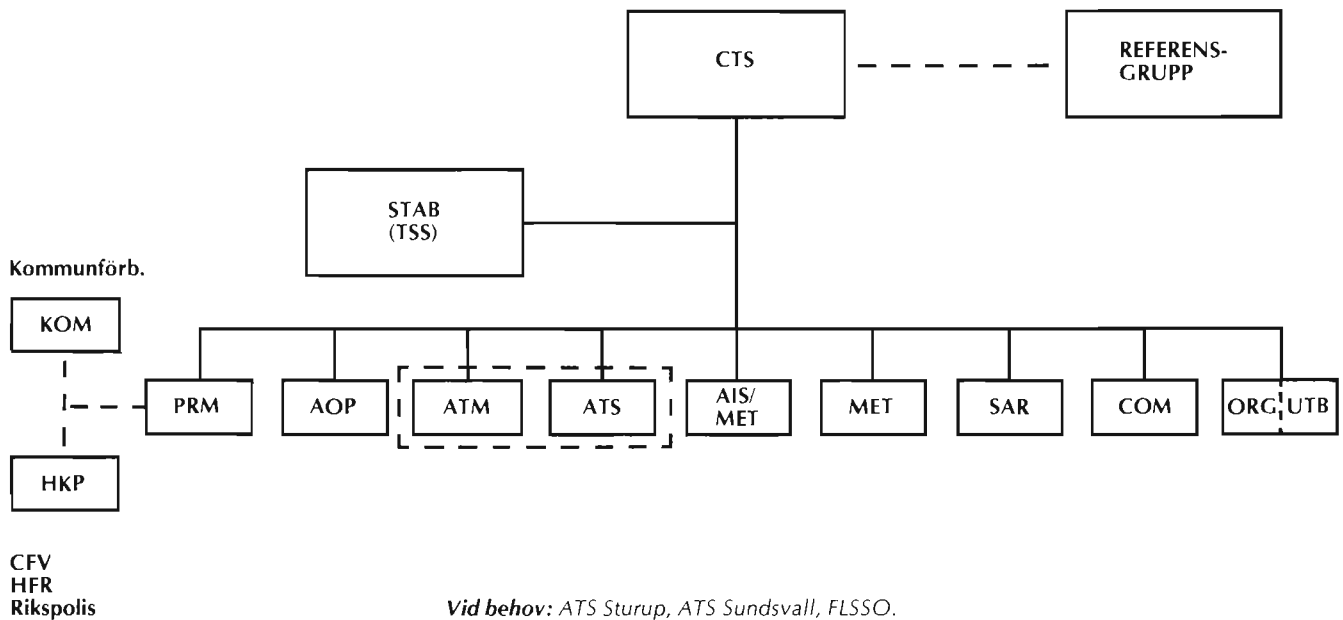 CTS
REFERENS-
GRUPP
STAB
(TSS)
Kommunförb.
KOM
PRM
AOP
ATM
ATS
AIS/
MET
MET
SAR
COM
ORG UTB
HKP
CFV
HFR
Rikspolis
Vid behov: ATS Sturup, ATS Sundsvall, FLSSO.